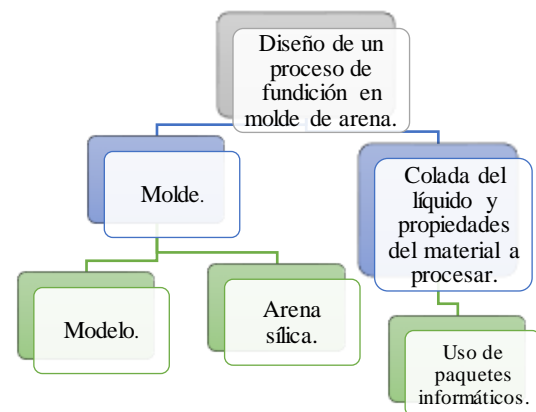 Diseño de un
proceso de
fundición en
molde de arena.
Molde.
Colada del
líquido y
propiedades
del material a
procesar.
Modelo.
Arena
sílica.
Uso de
paquetes
informáticos.